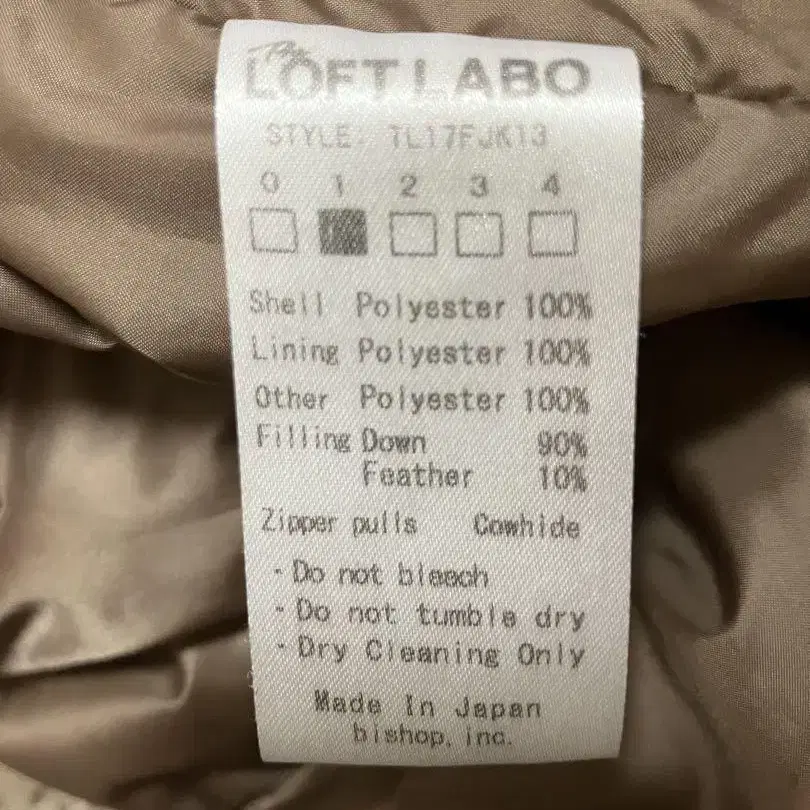 The
LOFT LABO
STYLE: TL17FJK13
0 1 2 3 4
Shell Polyester 100%
Lining Polyester 100%
Other Polyester 100%
Filling Down 90%
Feather 10%
Zipper pulls Cowhide
・Do not bleach
・Do not tumble dry
・Dry Cleaning Only
Made In Japan
bishop, inc.